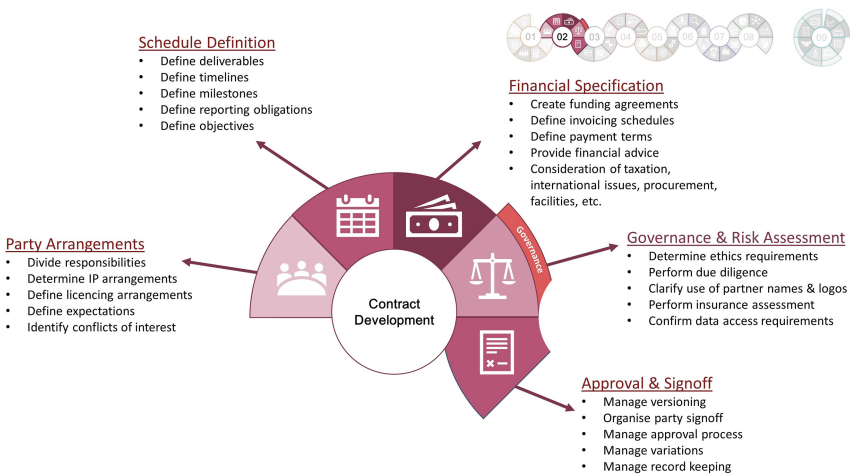 01
02
03
04
05
06
07
08
09
Schedule Definition
• Define deliverables
• Define timelines
• Define milestones
• Define reporting obligations
• Define objectives
Financial Specification
• Create funding agreements
• Define invoicing schedules
• Define payment terms
• Provide financial advice
• Consideration of taxation,
international issues, procurement,
facilities, etc.
Party Arrangements
• Divide responsibilities
• Determine IP arrangements
• Define licencing arrangements
• Define expectations
• Identify conflicts of interest
Governance
Contract
Development
Governance & Risk Assessment
• Determine ethics requirements
• Perform due diligence
• Clarify use of partner names & logos
• Perform insurance assessment
• Confirm data access requirements
Approval & Signoff
• Manage versioning
• Organise party signoff
• Manage approval process
• Manage variations
• Manage record keeping